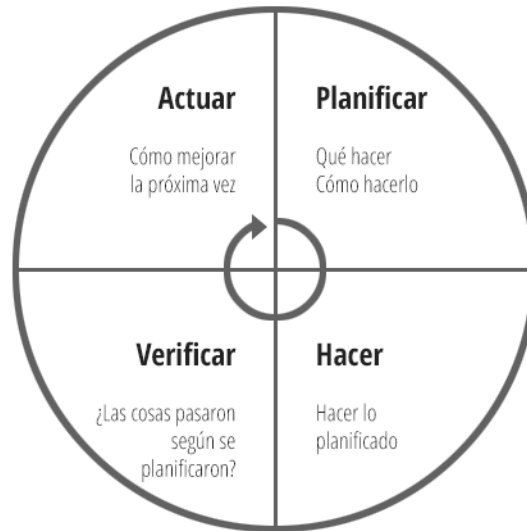 Actuar
Cómo mejorar
la próxima vez
Planificar
Qué hacer
Cómo hacerlo
Verificar
¿Las cosas pasaron
según se
planificaron?
Hacer
Hacer lo
planificado